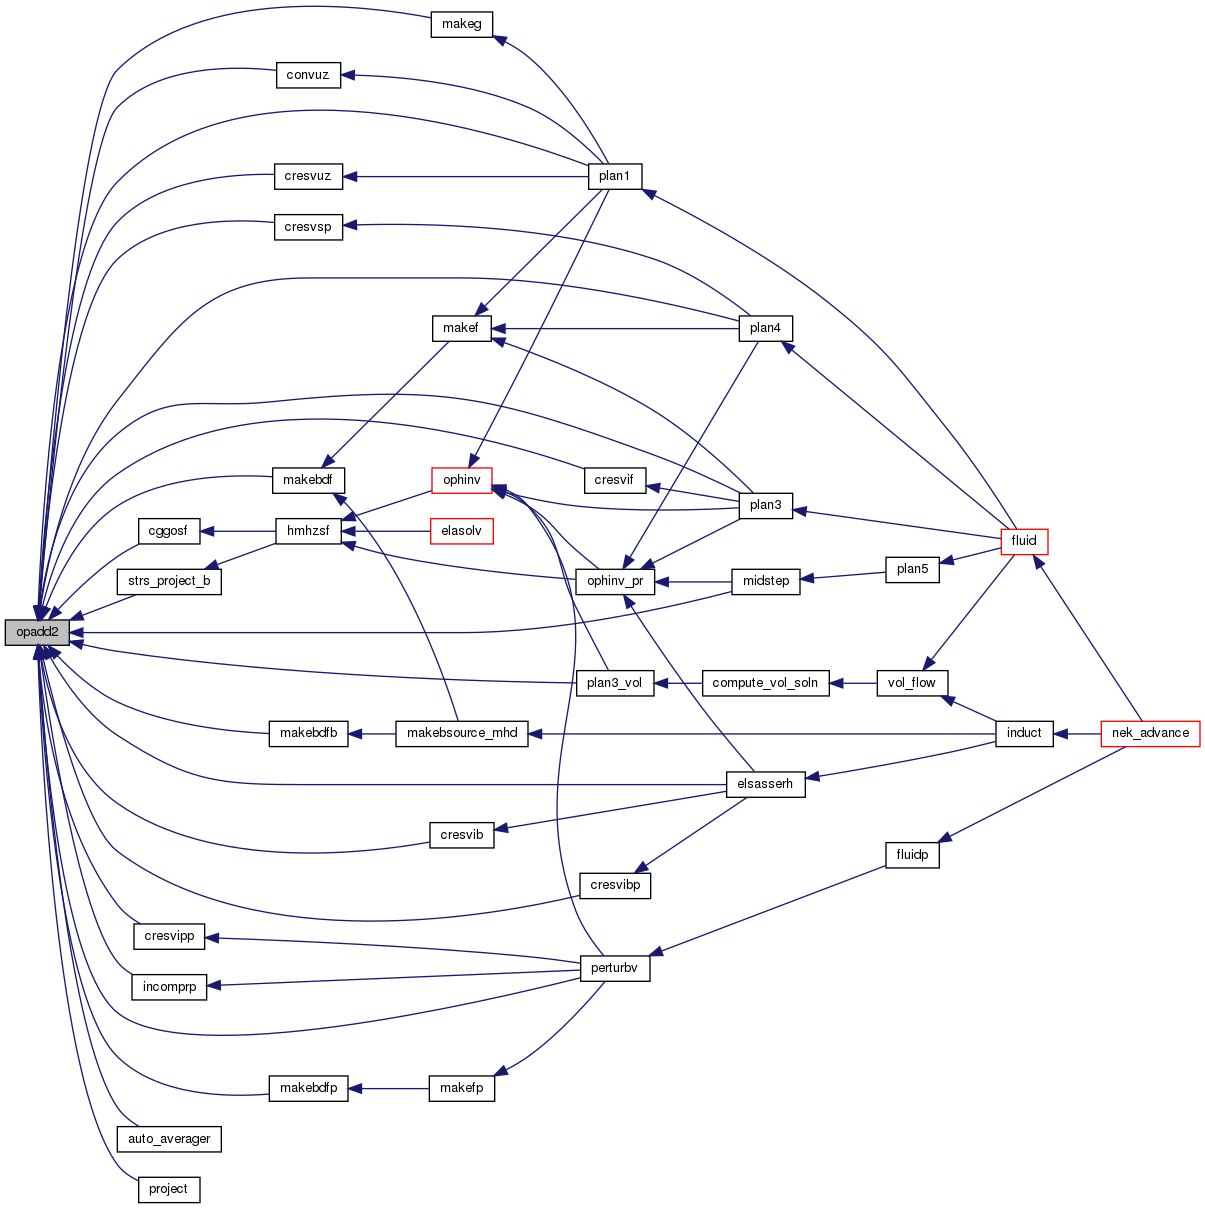 makeg
convuz
plan1
cresvuz
cresvsp
makef
plan4
makebdf
ophinv
cresvif
plan3
cggosf
hmhzsf
elasolv
fluid
strs_project_b
ophinv_pr
midstep
plan5
opadd2
plan3_vol
compute_vol_soln
vol_flow
makebdfb
makebsource_mhd
induct
nek_advance
elsasserh
cresvib
fluidp
cresvibp
cresvipp
perturbv
incomprp
makebdfp
makefp
auto_averager
project